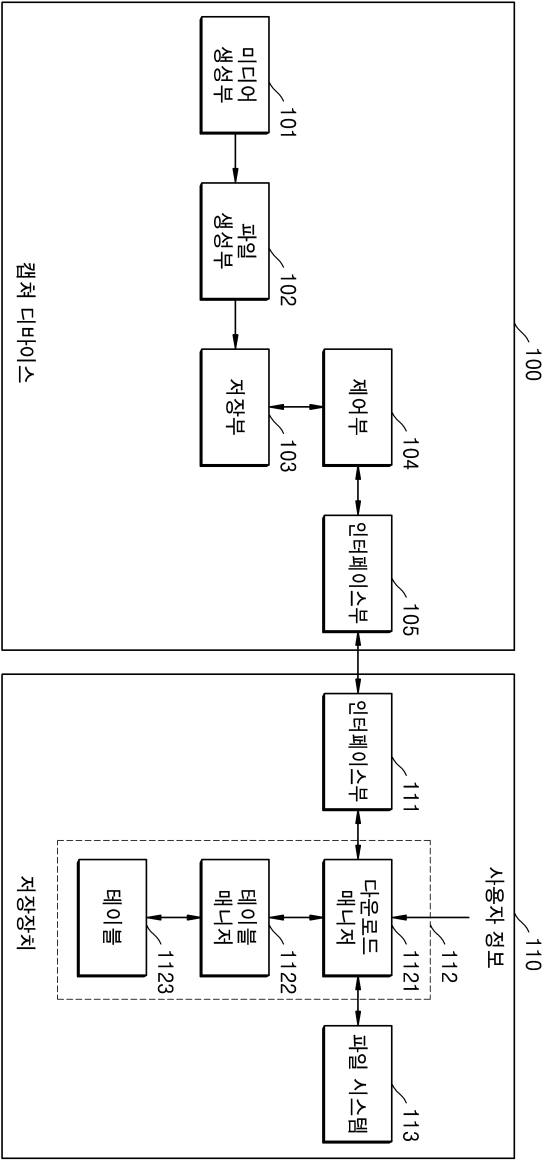 100
미디어
생성부
101
파일
생성부
102
저장부
103
제어부
104
인터페이스부
105
캡쳐 디바이스
110
사용자 정보
인터페이스부
111
112
다운로드
매니저
1121
테이블
매니저
1122
테이블
1123
파일 시스템
113
저장장치